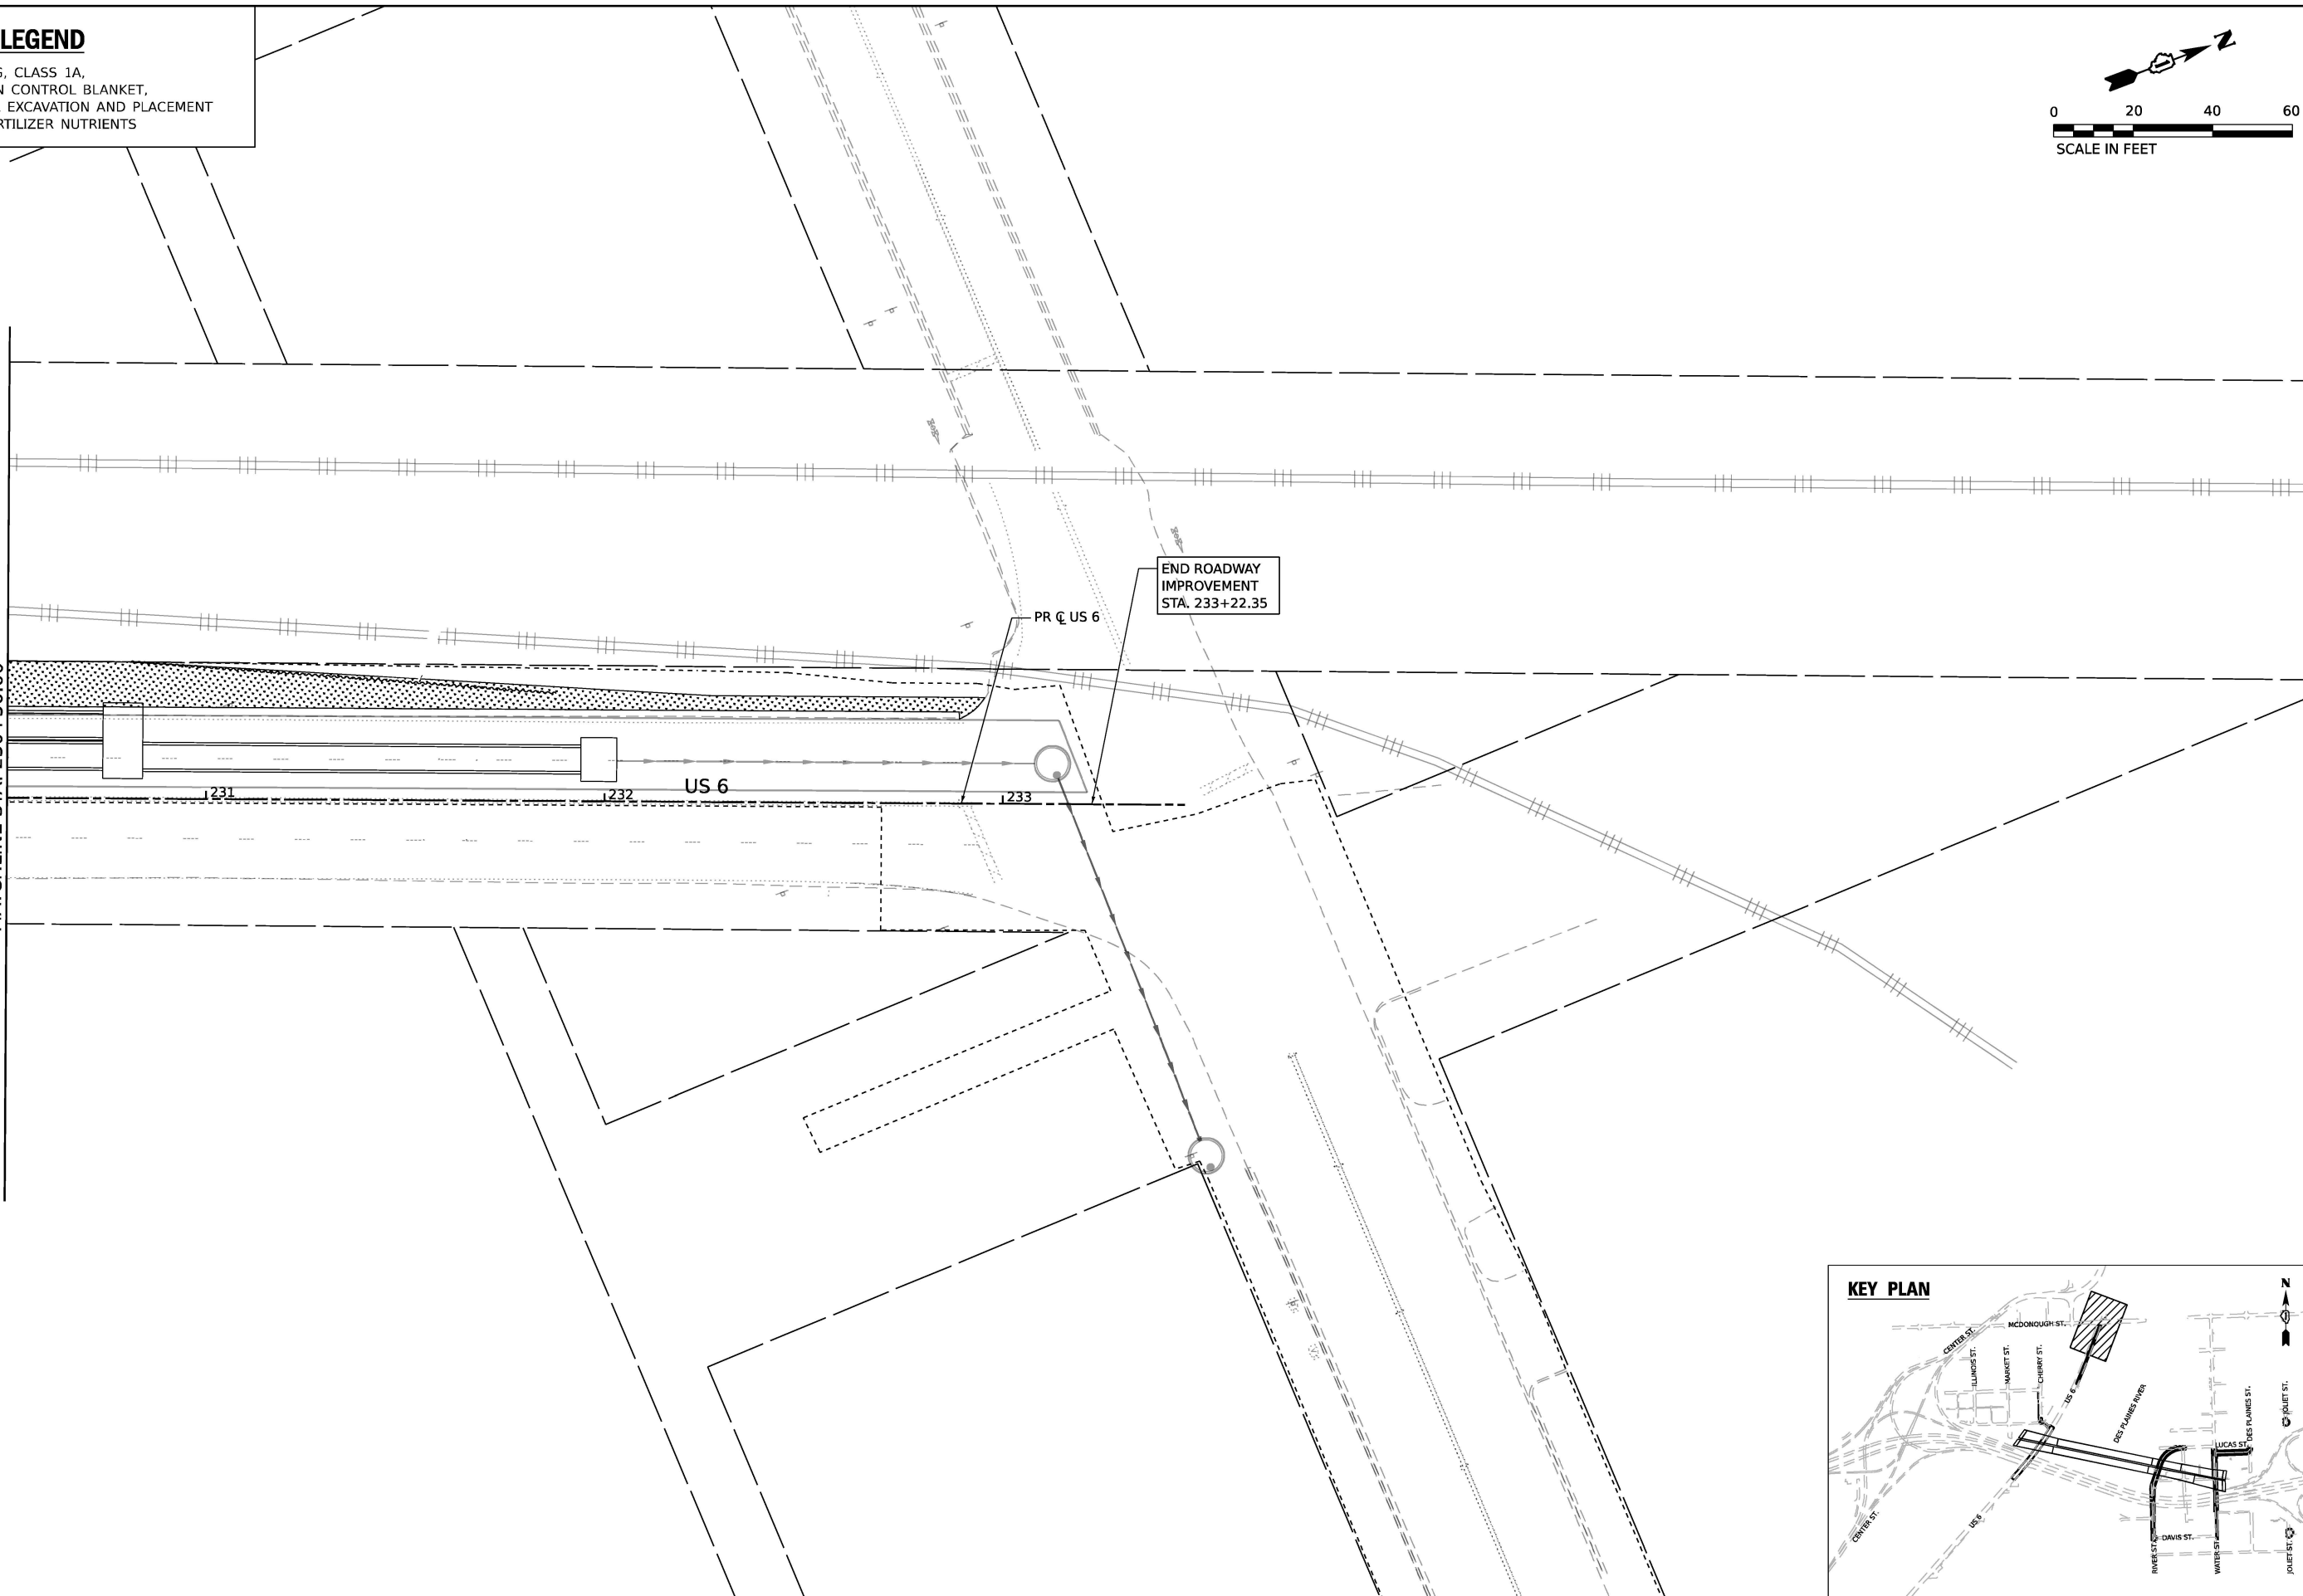 LEGEND
CLASS 1A,
CONTROL BLANKET,
EXCAVATION AND PLACEMENT
NUTRIENTS
N
0 20 40 60
SCALE IN FEET
END ROADWAY
IMPROVEMENT
STA. 233+22.35
PR ℄ US 6
231
232
US 6
233
KEY PLAN
N
MCDONOUGH ST.
CENTER ST.
ILLINOIS ST.
MARKET ST.
CHERRY ST.
US 6
DES PLAINES RIVER
DES PLAINES ST.
JOLIET ST.
LUCAS ST.
CENTER ST.
US 6
RIVER ST.
DAVIS ST.
WATER ST.
JOLIET ST.